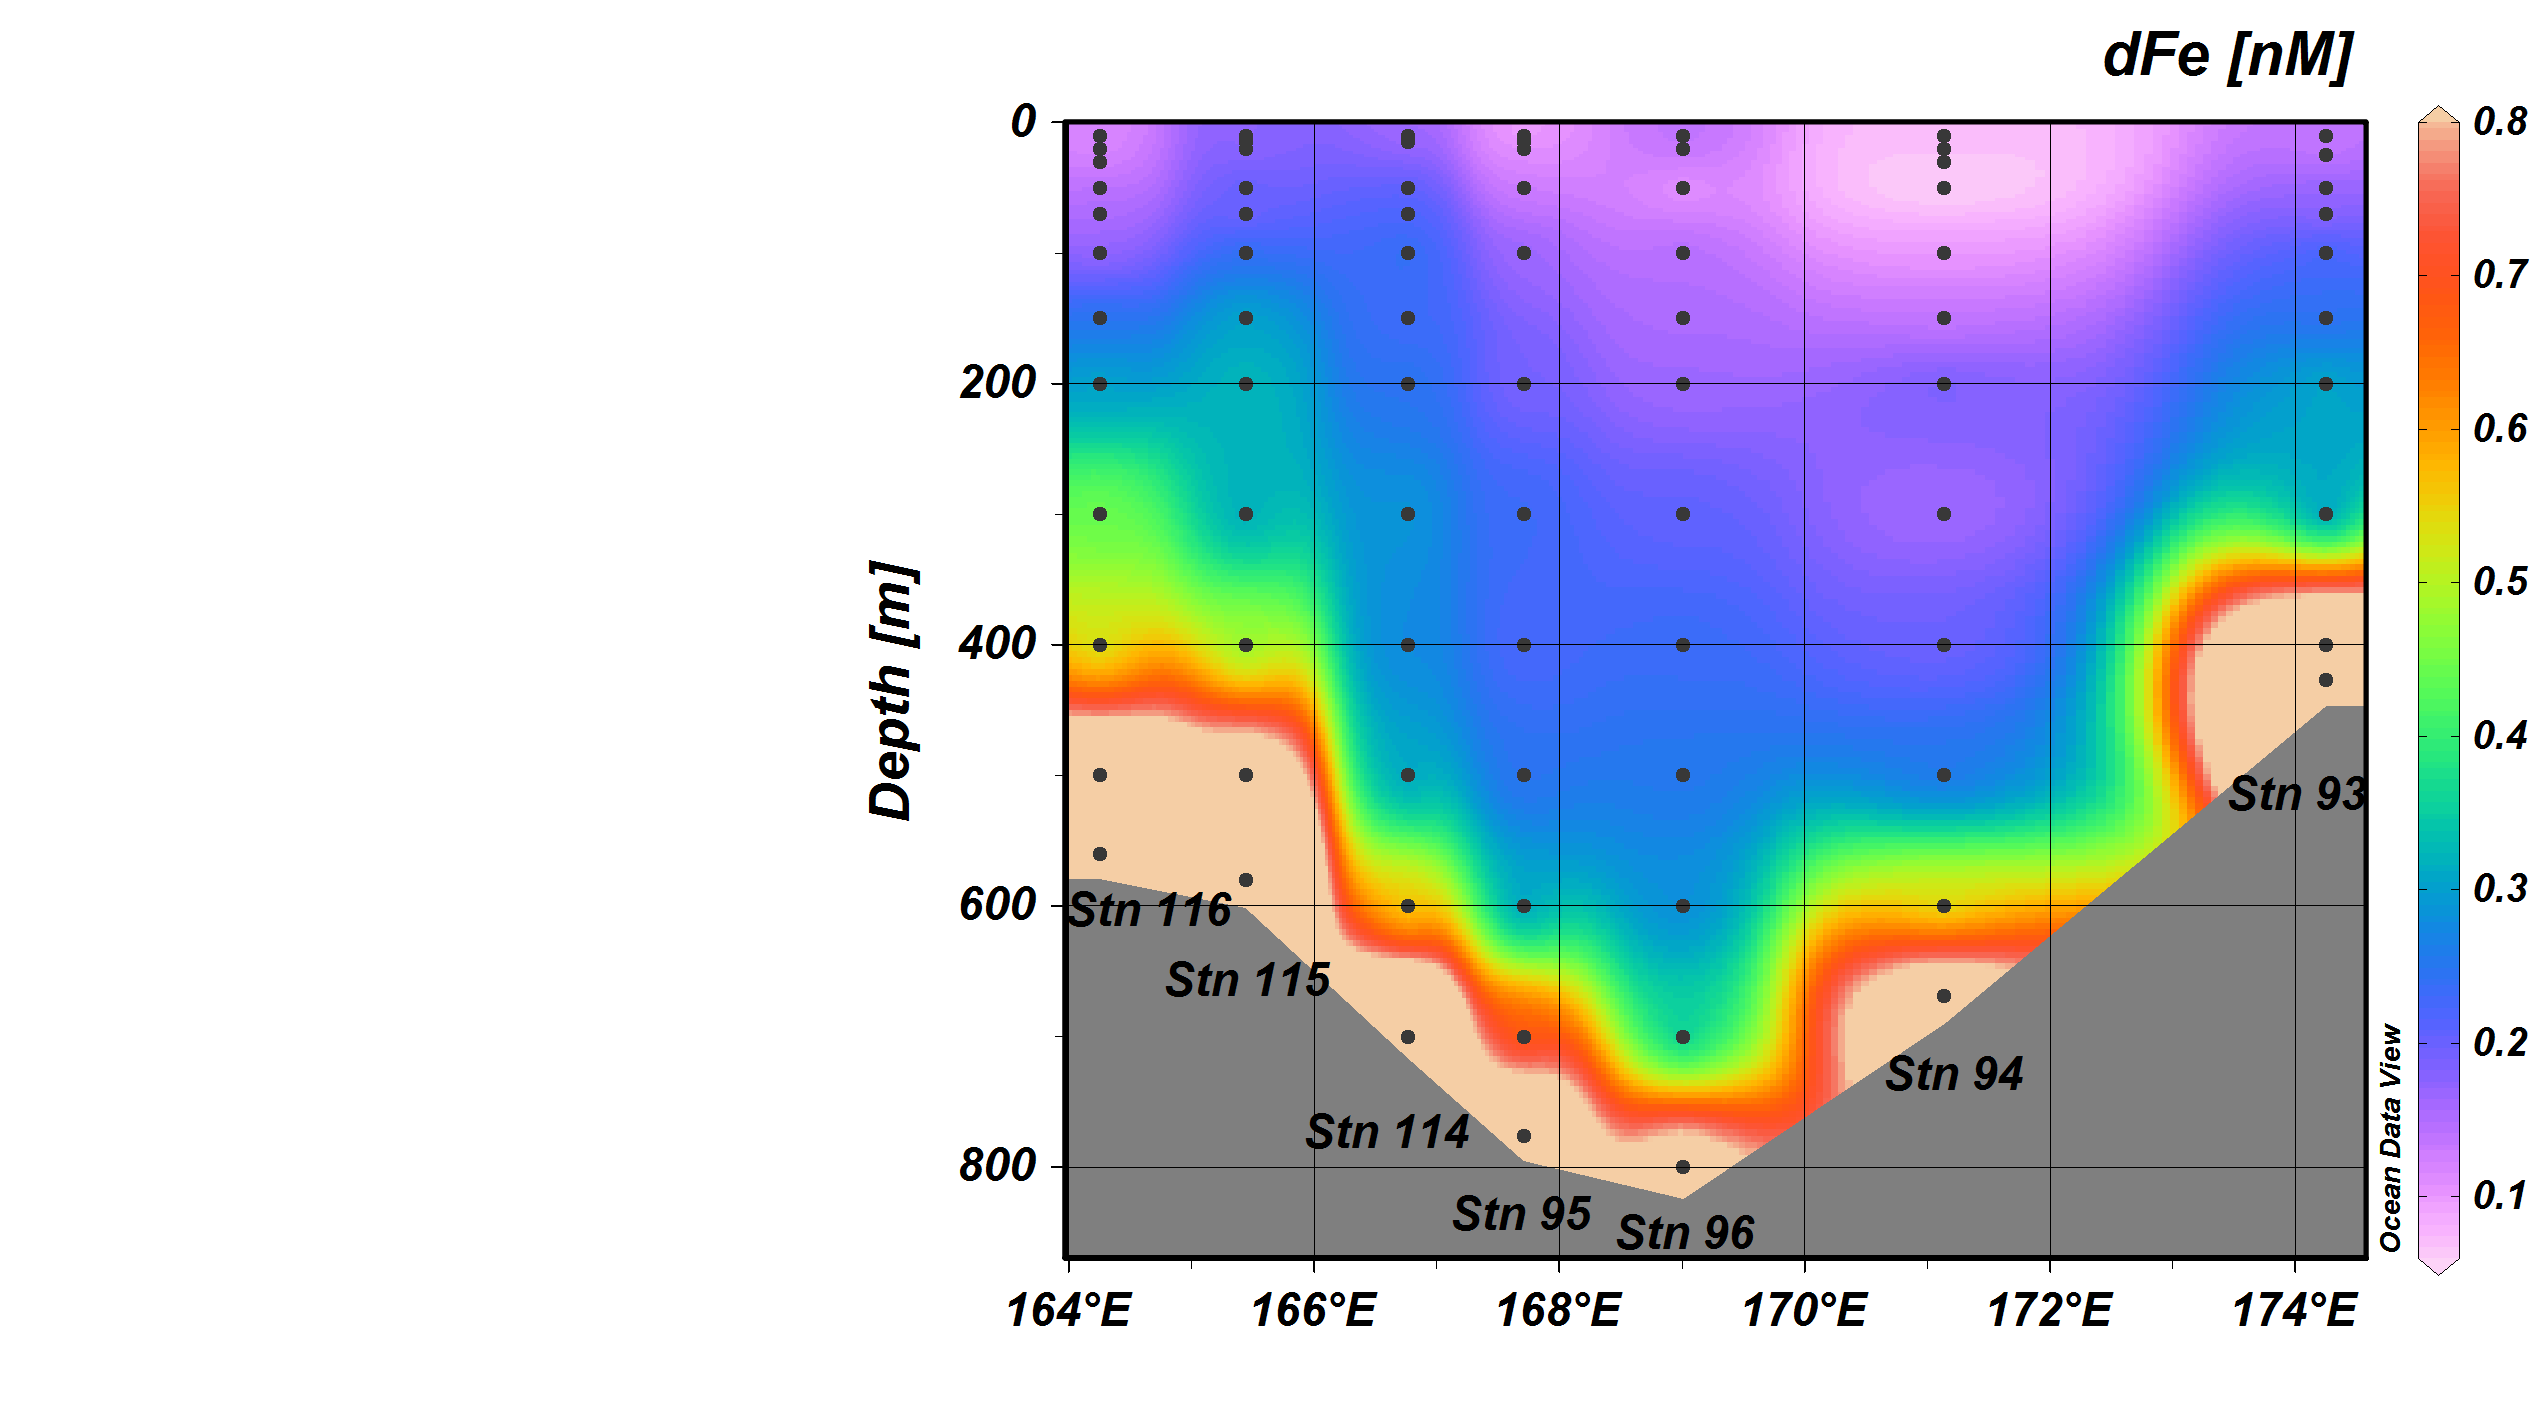 dFe [nM]
0
200
400
600
800
Depth [m]
164°E
166°E
168°E
170°E
172°E
174°E
Stn 116
Stn 115
Stn 114
Stn 95
Stn 96
Stn 94
Stn 93
Ocean Data View
0.8
0.7
0.6
0.5
0.4
0.3
0.2
0.1